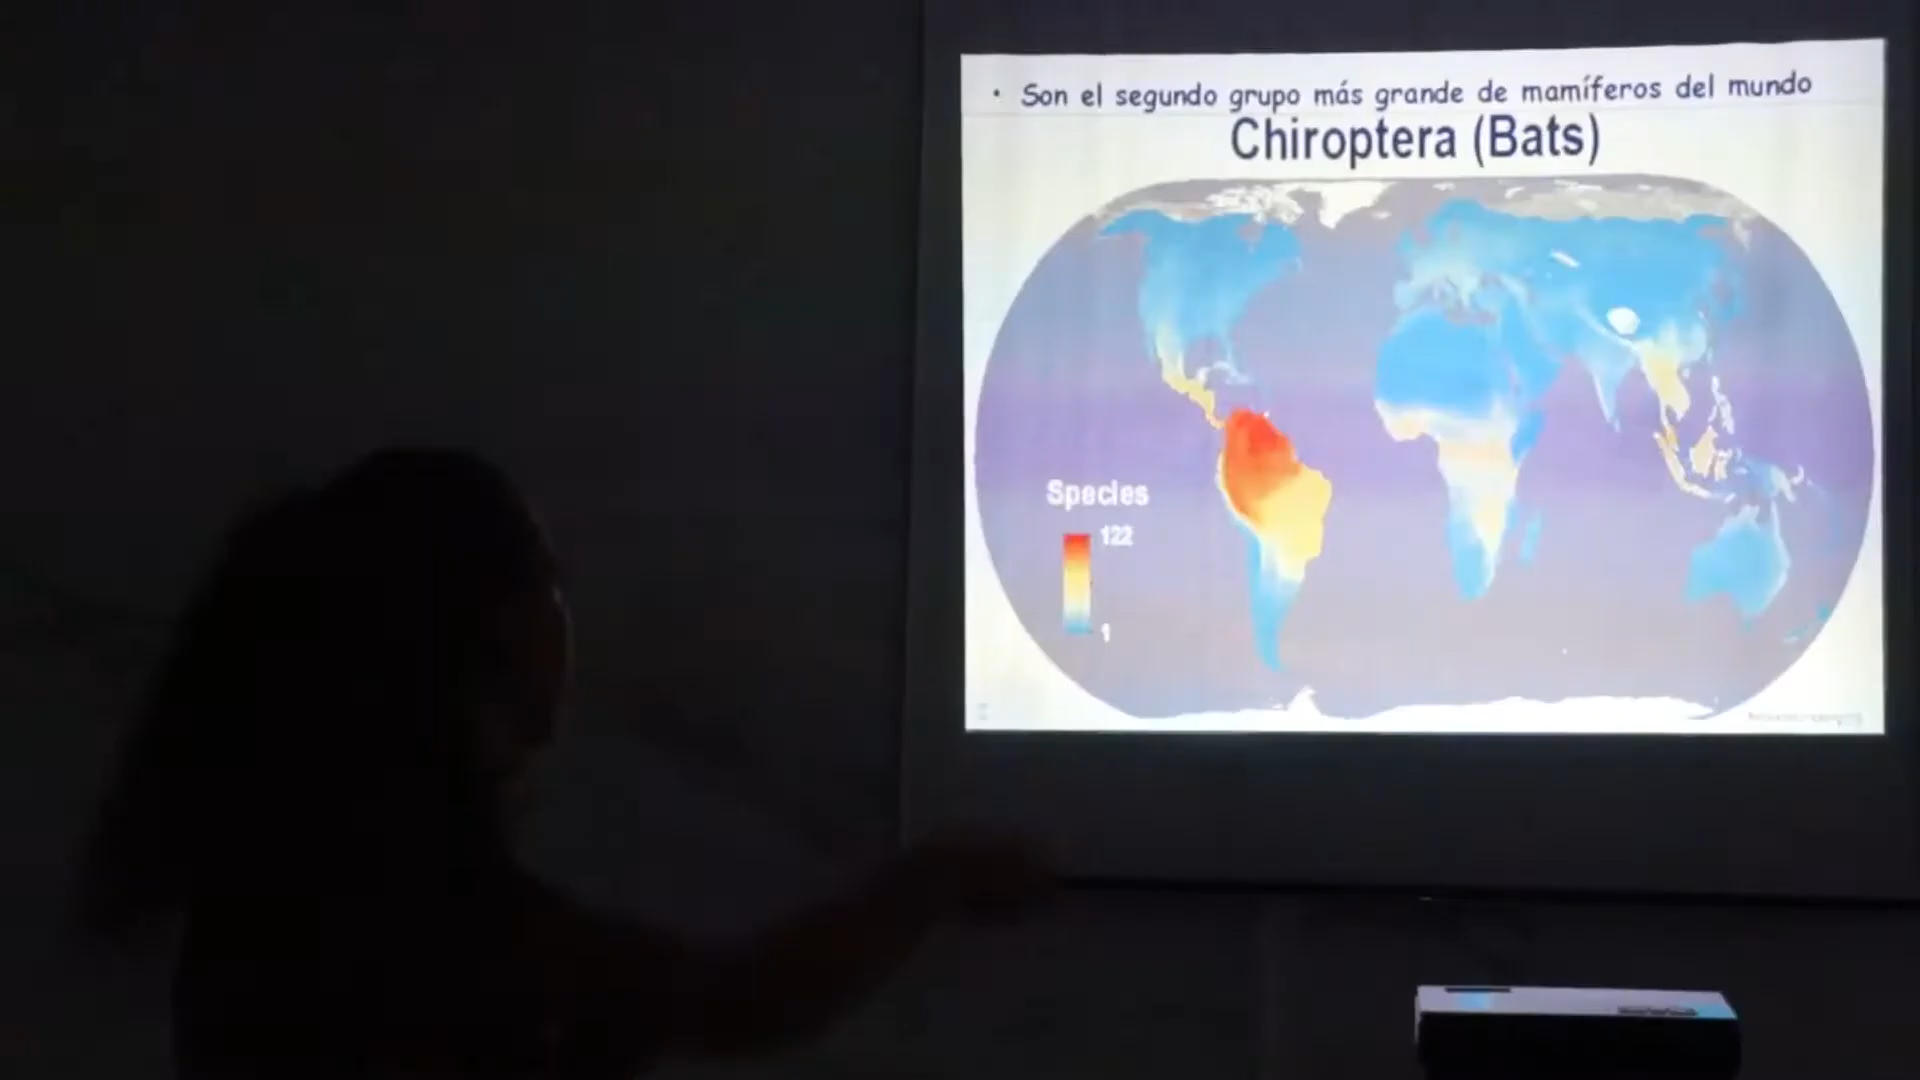 • Son el segundo grupo más grande de mamíferos del mundo
Chiroptera (Bats)
Species
122
1